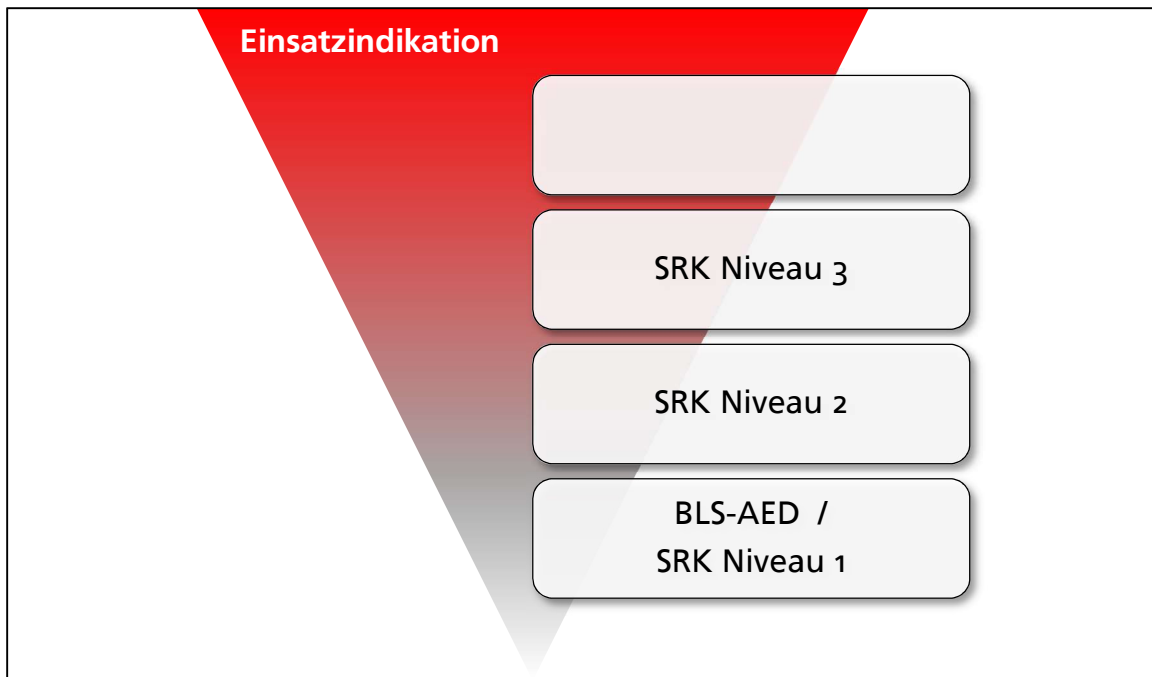 Einsatzindikation
SRK Niveau 3
SRK Niveau 2
BLS-AED /
SRK Niveau 1